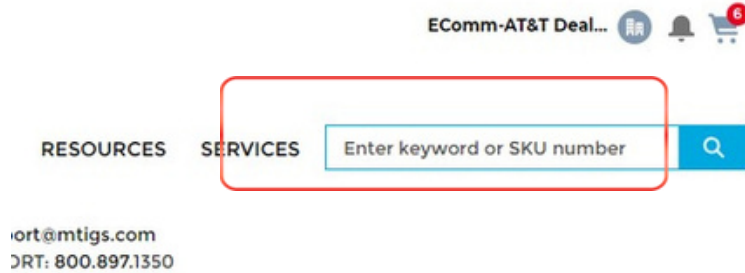 EComm-AT&T Deal...
6
RESOURCES SERVICES Enter keyword or SKU number
ort@mtigs.com
ORT: 800.897.1350